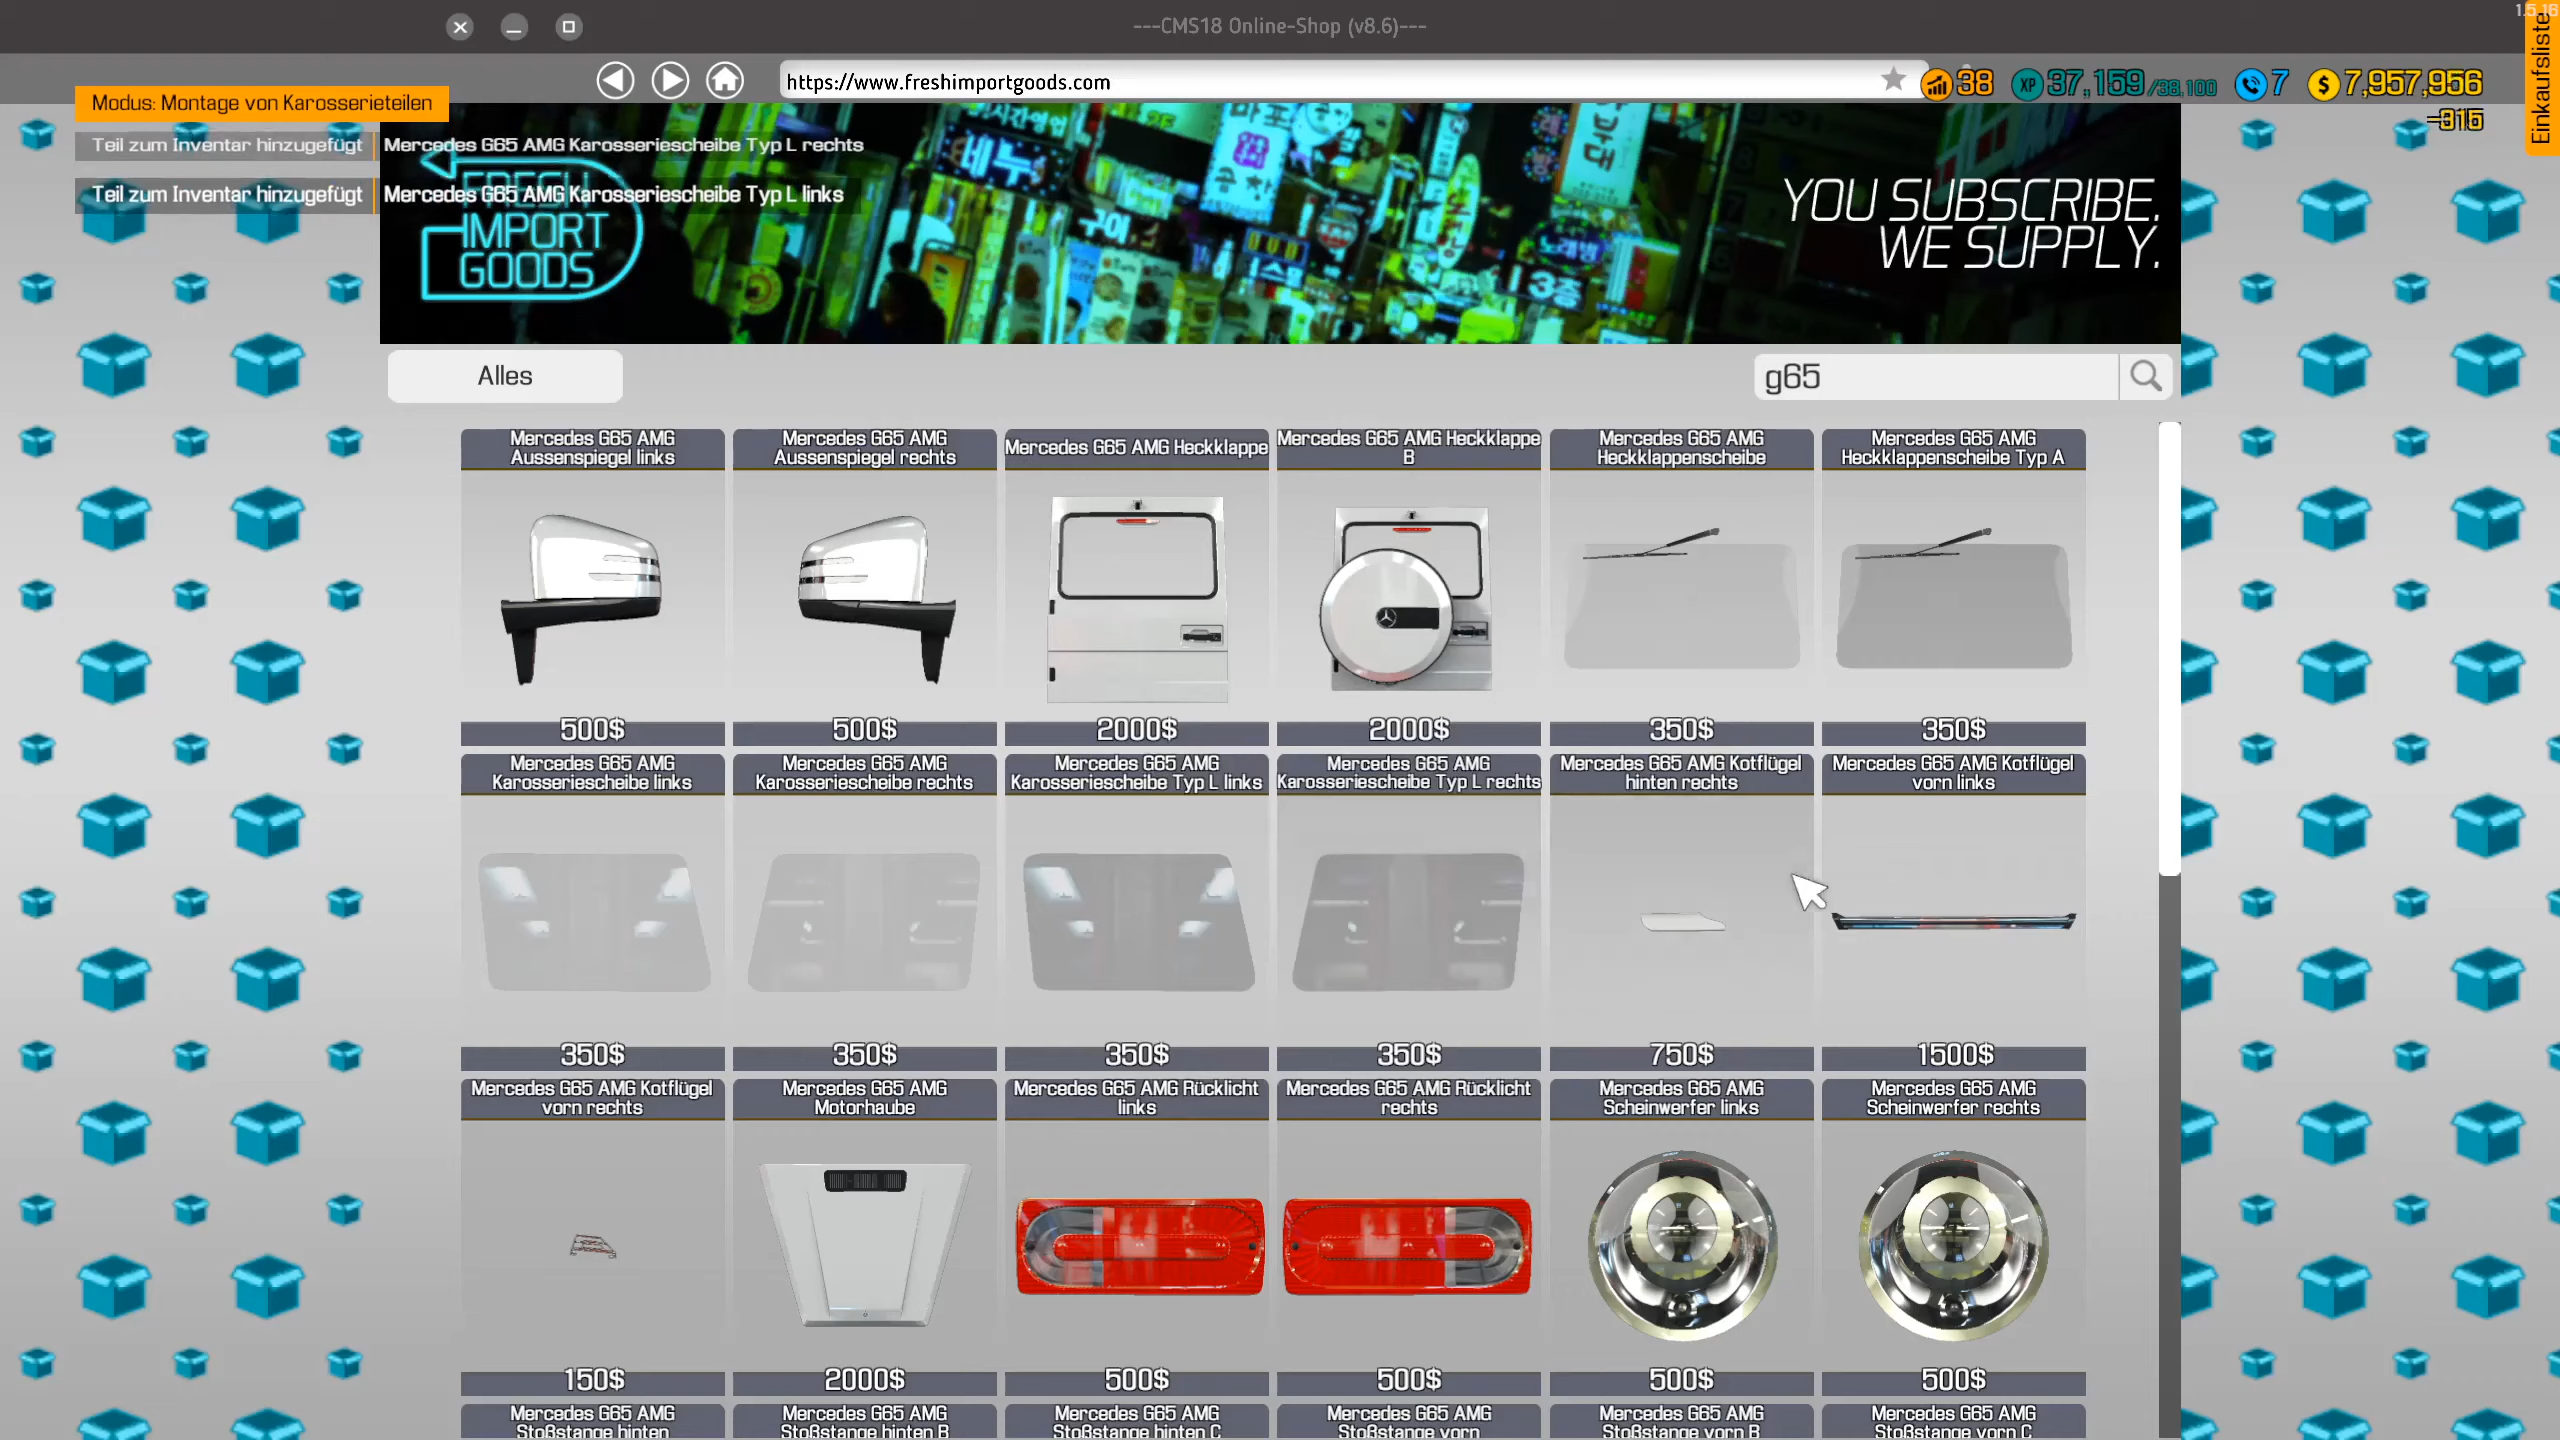 ---CMS18 Online-Shop (v8.6)---
1.5.16
Einkaufsliste
https://www.freshimportgoods.com
38
XP 37,159/38,100
7
$ 7,957,956
-315
Modus: Montage von Karosserieteilen
Teil zum Inventar hinzugefügt Mercedes G65 AMG Karosseriescheibe Typ L rechts
Teil zum Inventar hinzugefügt Mercedes G65 AMG Karosseriescheibe Typ L links
FRESH
IMPORT
GOODS
YOU SUBSCRIBE.
WE SUPPLY.
Alles
g65
Mercedes G65 AMG
Aussenspiegel links
500$
Mercedes G65 AMG
Aussenspiegel rechts
500$
Mercedes G65 AMG Heckklappe
2000$
Mercedes G65 AMG Heckklappe
B
2000$
Mercedes G65 AMG
Heckklappenscheibe
350$
Mercedes G65 AMG
Heckklappenscheibe Typ A
350$
Mercedes G65 AMG
Karosseriescheibe links
350$
Mercedes G65 AMG
Karosseriescheibe rechts
350$
Mercedes G65 AMG
Karosseriescheibe Typ L links
350$
Mercedes G65 AMG
Karosseriescheibe Typ L rechts
350$
Mercedes G65 AMG Kotflügel
hinten rechts
750$
Mercedes G65 AMG Kotflügel
vorn links
1500$
Mercedes G65 AMG Kotflügel
vorn rechts
150$
Mercedes G65 AMG
Motorhaube
2000$
Mercedes G65 AMG Rücklicht
links
500$
Mercedes G65 AMG Rücklicht
rechts
500$
Mercedes G65 AMG
Scheinwerfer links
500$
Mercedes G65 AMG
Scheinwerfer rechts
500$
Mercedes G65 AMG
Stoßstange hinten
Mercedes G65 AMG
Stoßstange hinten B
Mercedes G65 AMG
Stoßstange hinten C
Mercedes G65 AMG
Stoßstange vorn
Mercedes G65 AMG
Stoßstange vorn B
Mercedes G65 AMG
Stoßstange vorn C